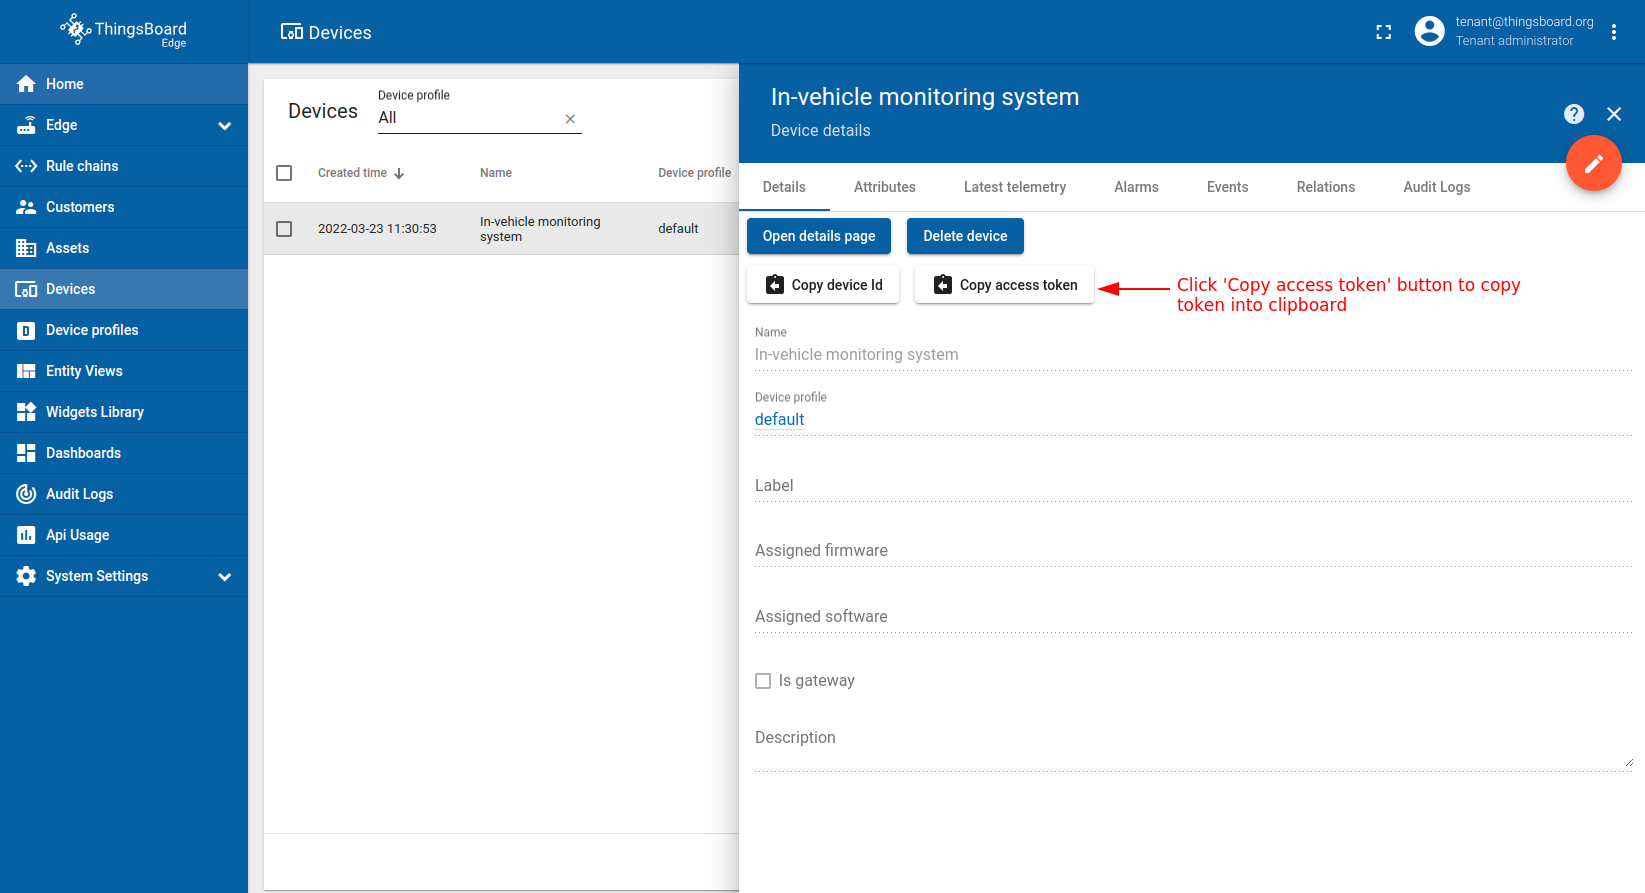 ThingsBoard
Edge
Devices
tenant@thingsboard.org
Tenant administrator
Home
Edge
Rule chains
Customers
Assets
Devices
Device profiles
Entity Views
Widgets Library
Dashboards
Audit Logs
Api Usage
System Settings
Devices
Device profile
All
Created time
Name
Device profile
2022-03-23 11:30:53
In-vehicle monitoring
system
default
In-vehicle monitoring system
Device details
Details
Attributes
Latest telemetry
Alarms
Events
Relations
Audit Logs
Open details page
Delete device
Copy device Id
Copy access token
Click 'Copy access token' button to copy
token into clipboard
Name
In-vehicle monitoring system
Device profile
default
Label
Assigned firmware
Assigned software
Is gateway
Description